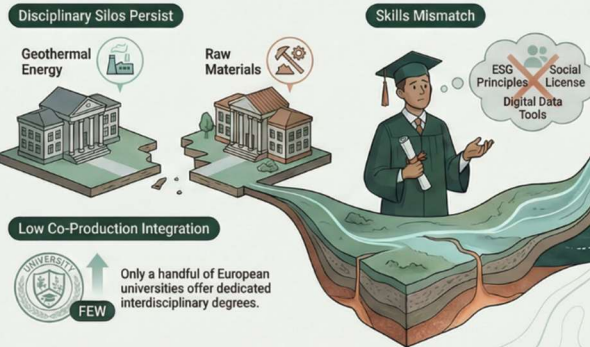 Disciplinary Silos Persist
Geothermal
Energy
Raw
Materials
Skills Mismatch
ESG
Principles
Social
License
Digital Data
Tools
Low Co-Production Integration
UNIVERSITY
FEW
Only a handful of European
universities offer dedicated
interdisciplinary degrees.